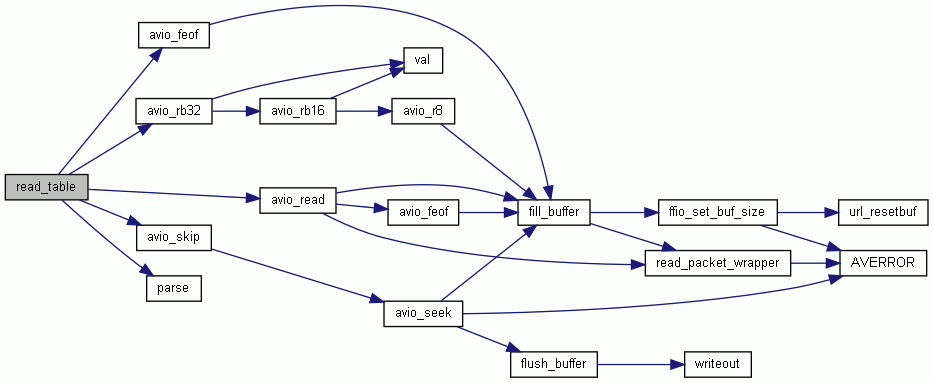 avio_feof
val
avio_rb32
avio_rb16
avio_r8
read_table
avio_read
avio_feof
fill_buffer
ffio_set_buf_size
url_resetbuf
avio_skip
read_packet_wrapper
AVERROR
parse
avio_seek
flush_buffer
writeout